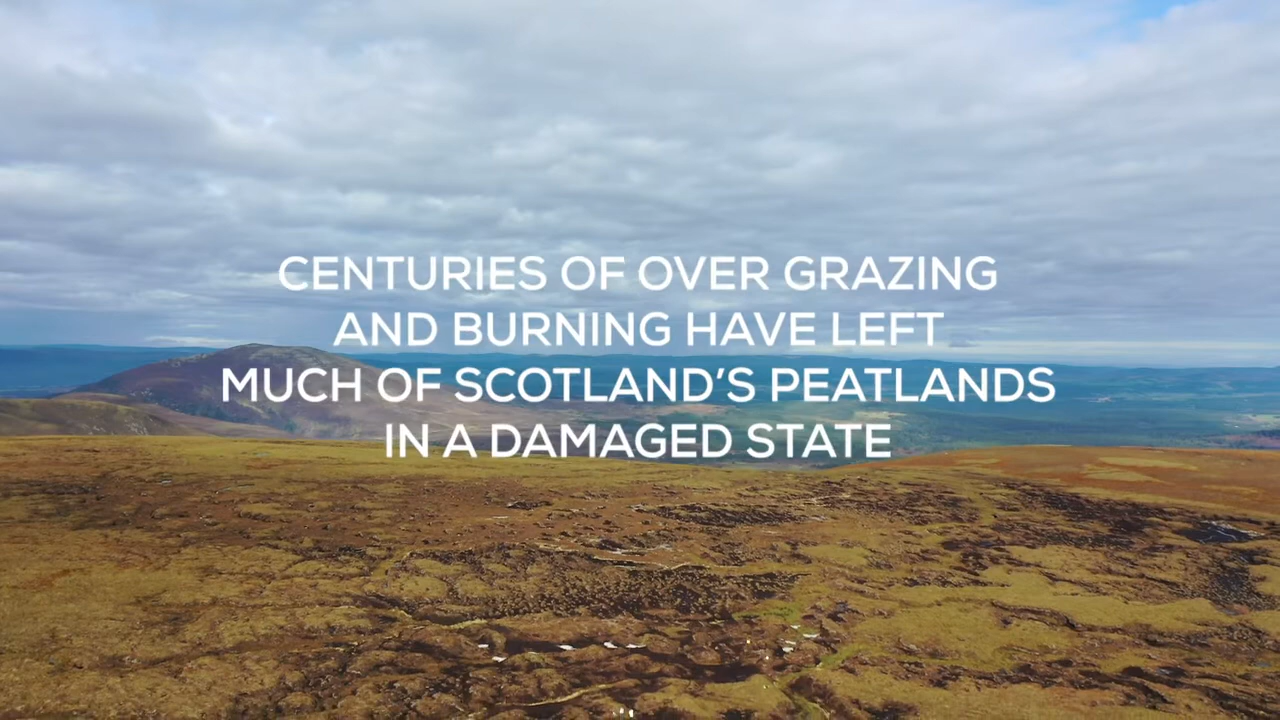 CENTURIES OF OVER GRAZING
AND BURNING HAVE LEFT
MUCH OF SCOTLAND’S PEATLANDS
IN A DAMAGED STATE